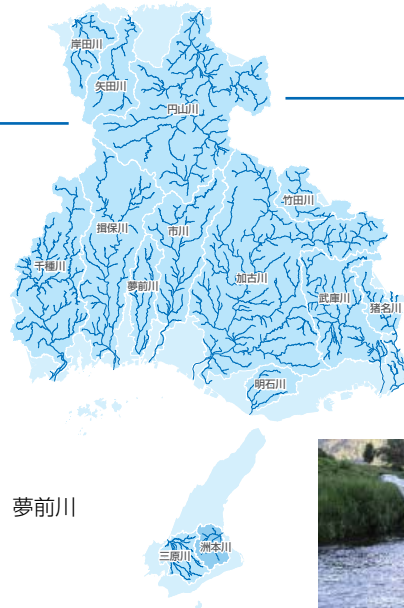 岸田川
矢田川
円山川
竹田川
揖保川
市川
千種川
加古川
夢前川
武庫川
猪名川
明石川
夢前川
洲本川
三原川